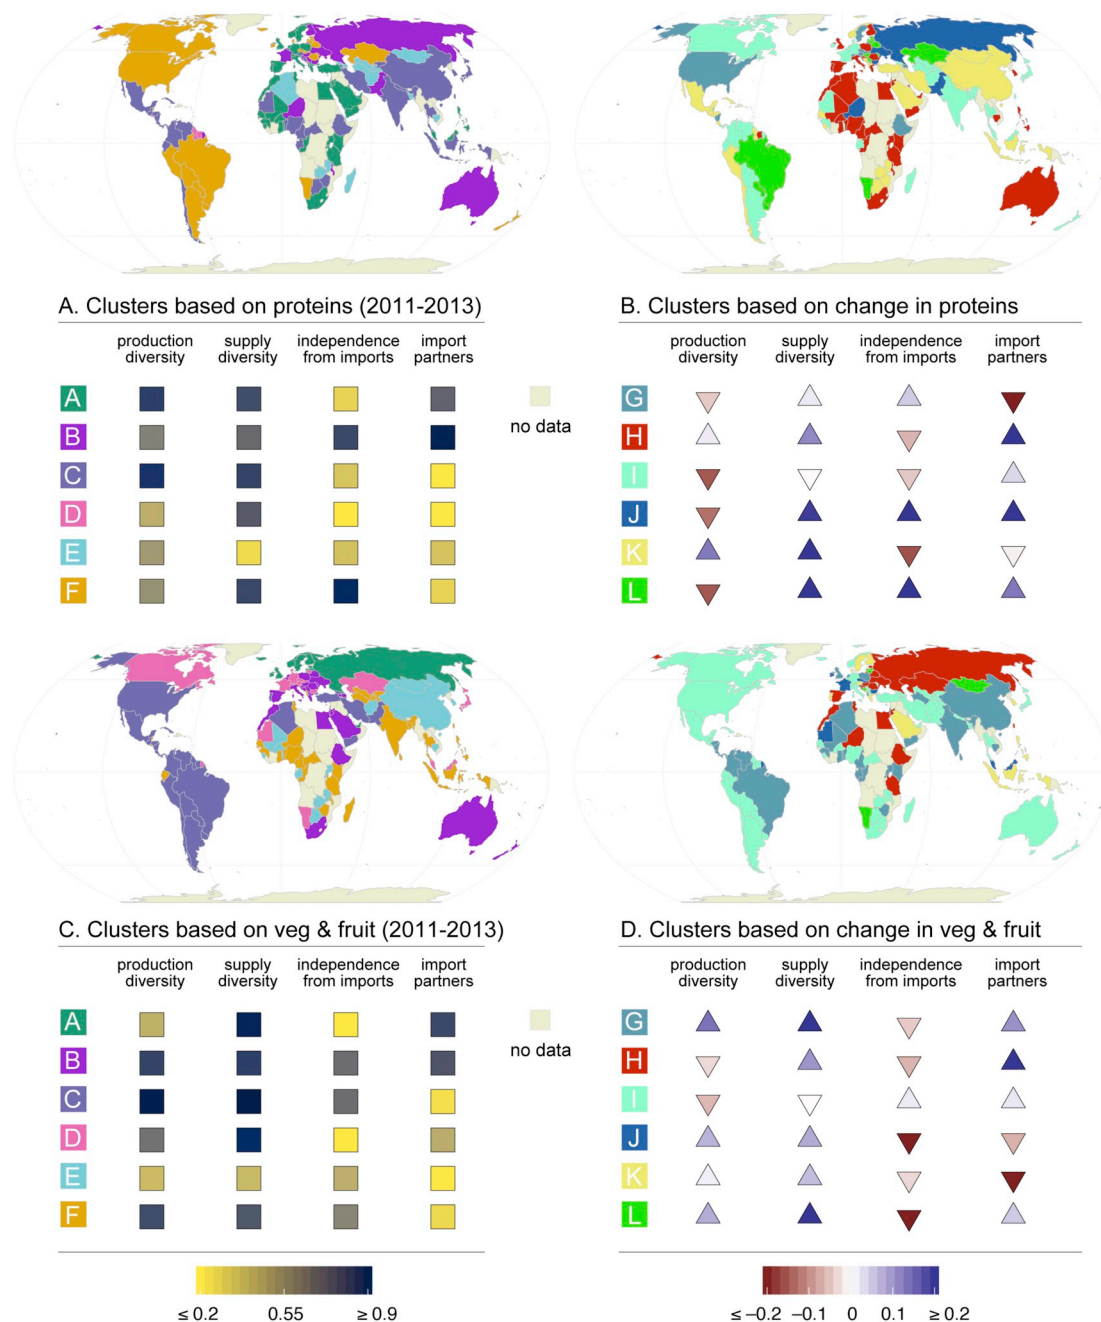 A. Clusters based on proteins (2011-2013)
production diversity
supply diversity
independence from imports
import partners
A
B
C
D
E
F
no data
B. Clusters based on change in proteins
production diversity
supply diversity
independence from imports
import partners
G
H
I
J
K
L
C. Clusters based on veg & fruit (2011-2013)
production diversity
supply diversity
independence from imports
import partners
A
B
C
D
E
F
no data
≤ 0.2 0.55 ≥ 0.9
D. Clusters based on change in veg & fruit
production diversity
supply diversity
independence from imports
import partners
G
H
I
J
K
L
≤ −0.2 −0.1 0 0.1 ≥ 0.2